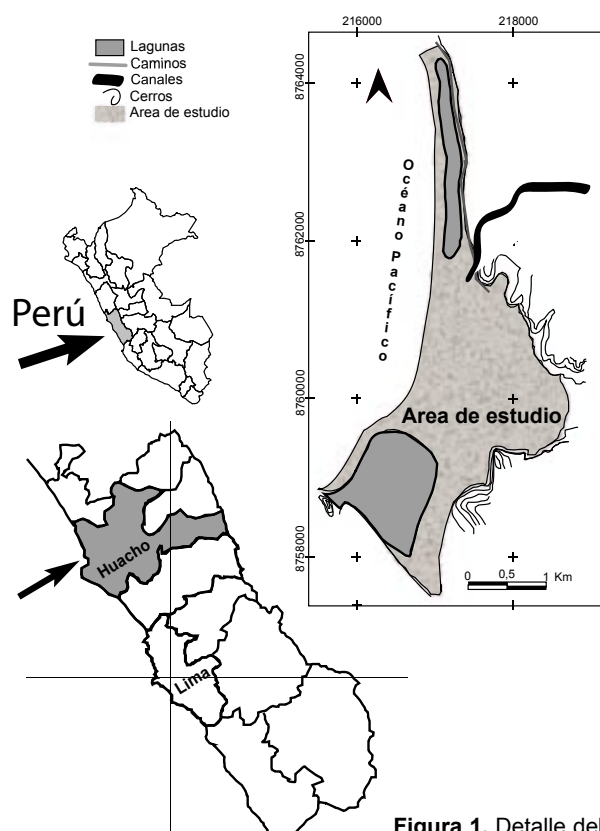 216000
218000
Lagunas
Caminos
Canales
Cerros
Area de estudio
8764000
8762000
8760000
8758000
Océano Pacífico
Perú
Area de estudio
0
0,5
1 Km
Huacho
Lima
Figura 1. Detalle del